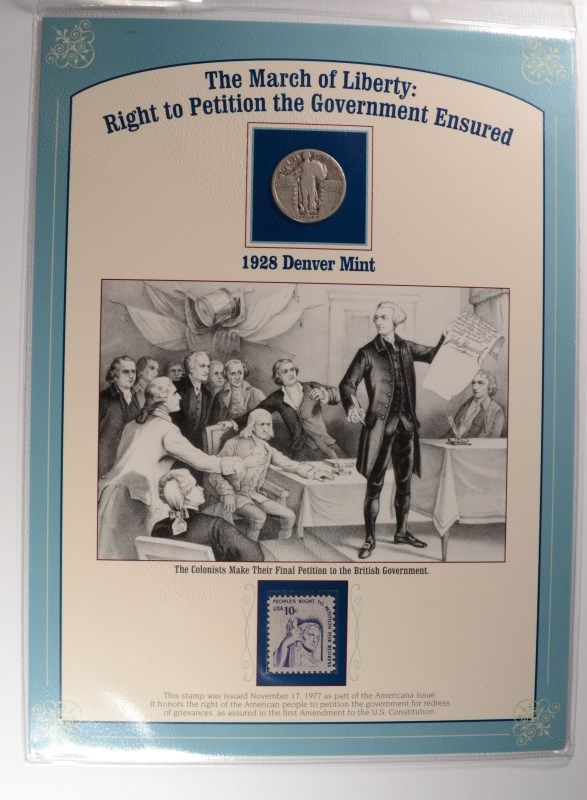 The March of Liberty:
Right to Petition the Government Ensured
1928 Denver Mint
The Colonists Make Their Final Petition to the British Government.
PEOPLE'S RIGHT TO PETITION FOR REDRESS
USA 10c
This stamp was issued November 17, 1977 as part of the Americana issue.
It honors the right of the American people to petition the government for redress
of grievances, as assured in the first Amendment to the U.S. Constitution.